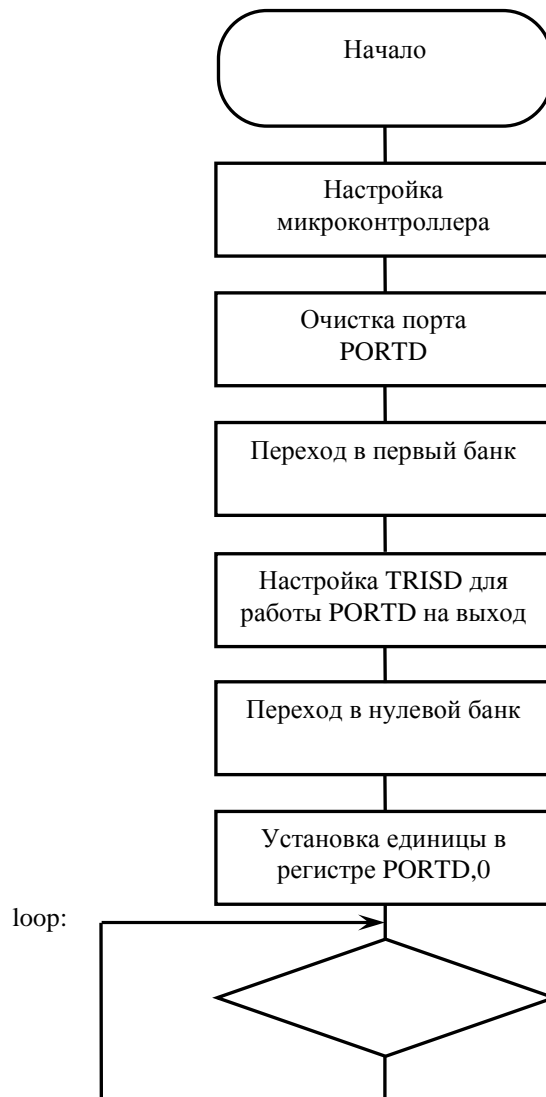 Начало
Настройка
микроконтроллера
Очистка порта
PORTD
Переход в первый банк
Настройка TRISD для
работы PORTD на выход
Переход в нулевой банк
Установка единицы в
регистре PORTD,0
loop: